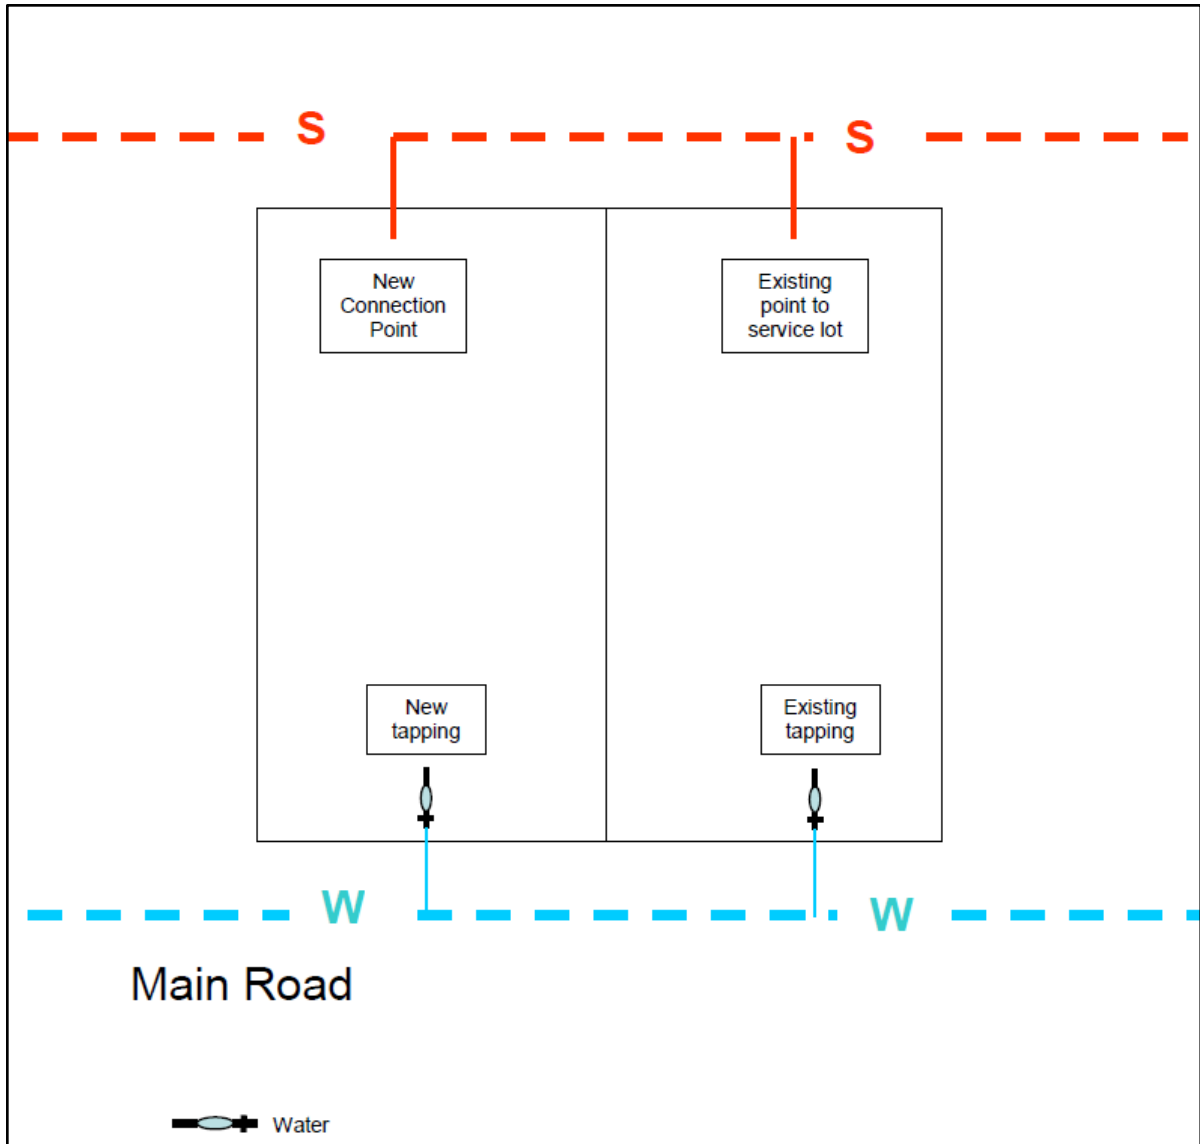 S
S
New
Connection
Point
Existing
point to
service lot
New
tapping
Existing
tapping
W
W
Main Road
Water